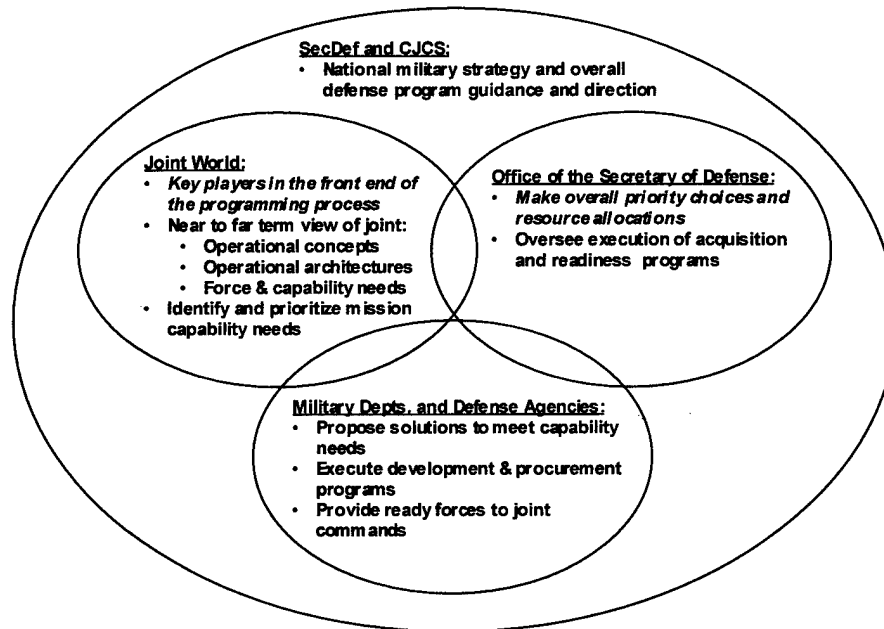 SecDef and CJCS:
• National military strategy and overall
defense program guidance and direction
Joint World:
• Key players in the front end of
the programming process
• Near to far term view of joint:
• Operational concepts
• Operational architectures
• Force & capability needs
• Identify and prioritize mission
capability needs
Office of the Secretary of Defense:
• Make overall priority choices and
resource allocations
• Oversee execution of acquisition
and readiness programs
Military Depts. and Defense Agencies:
• Propose solutions to meet capability
needs
• Execute development & procurement
programs
• Provide ready forces to joint
commands